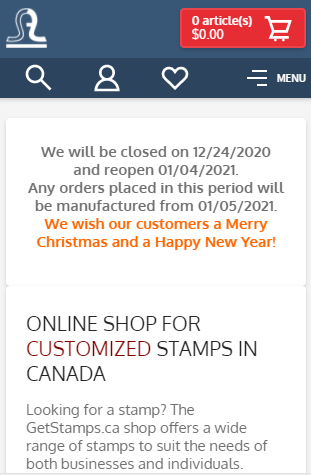 0 article(s)
$0.00
MENU
We will be closed on 12/24/2020
and reopen 01/04/2021.
Any orders placed in this period will
be manufactured from 01/05/2021.
We wish our customers a Merry
Christmas and a Happy New Year!
ONLINE SHOP FOR
CUSTOMIZED STAMPS IN
CANADA
Looking for a stamp? The
GetStamps.ca shop offers a wide
range of stamps to suit the needs of
both businesses and individuals.